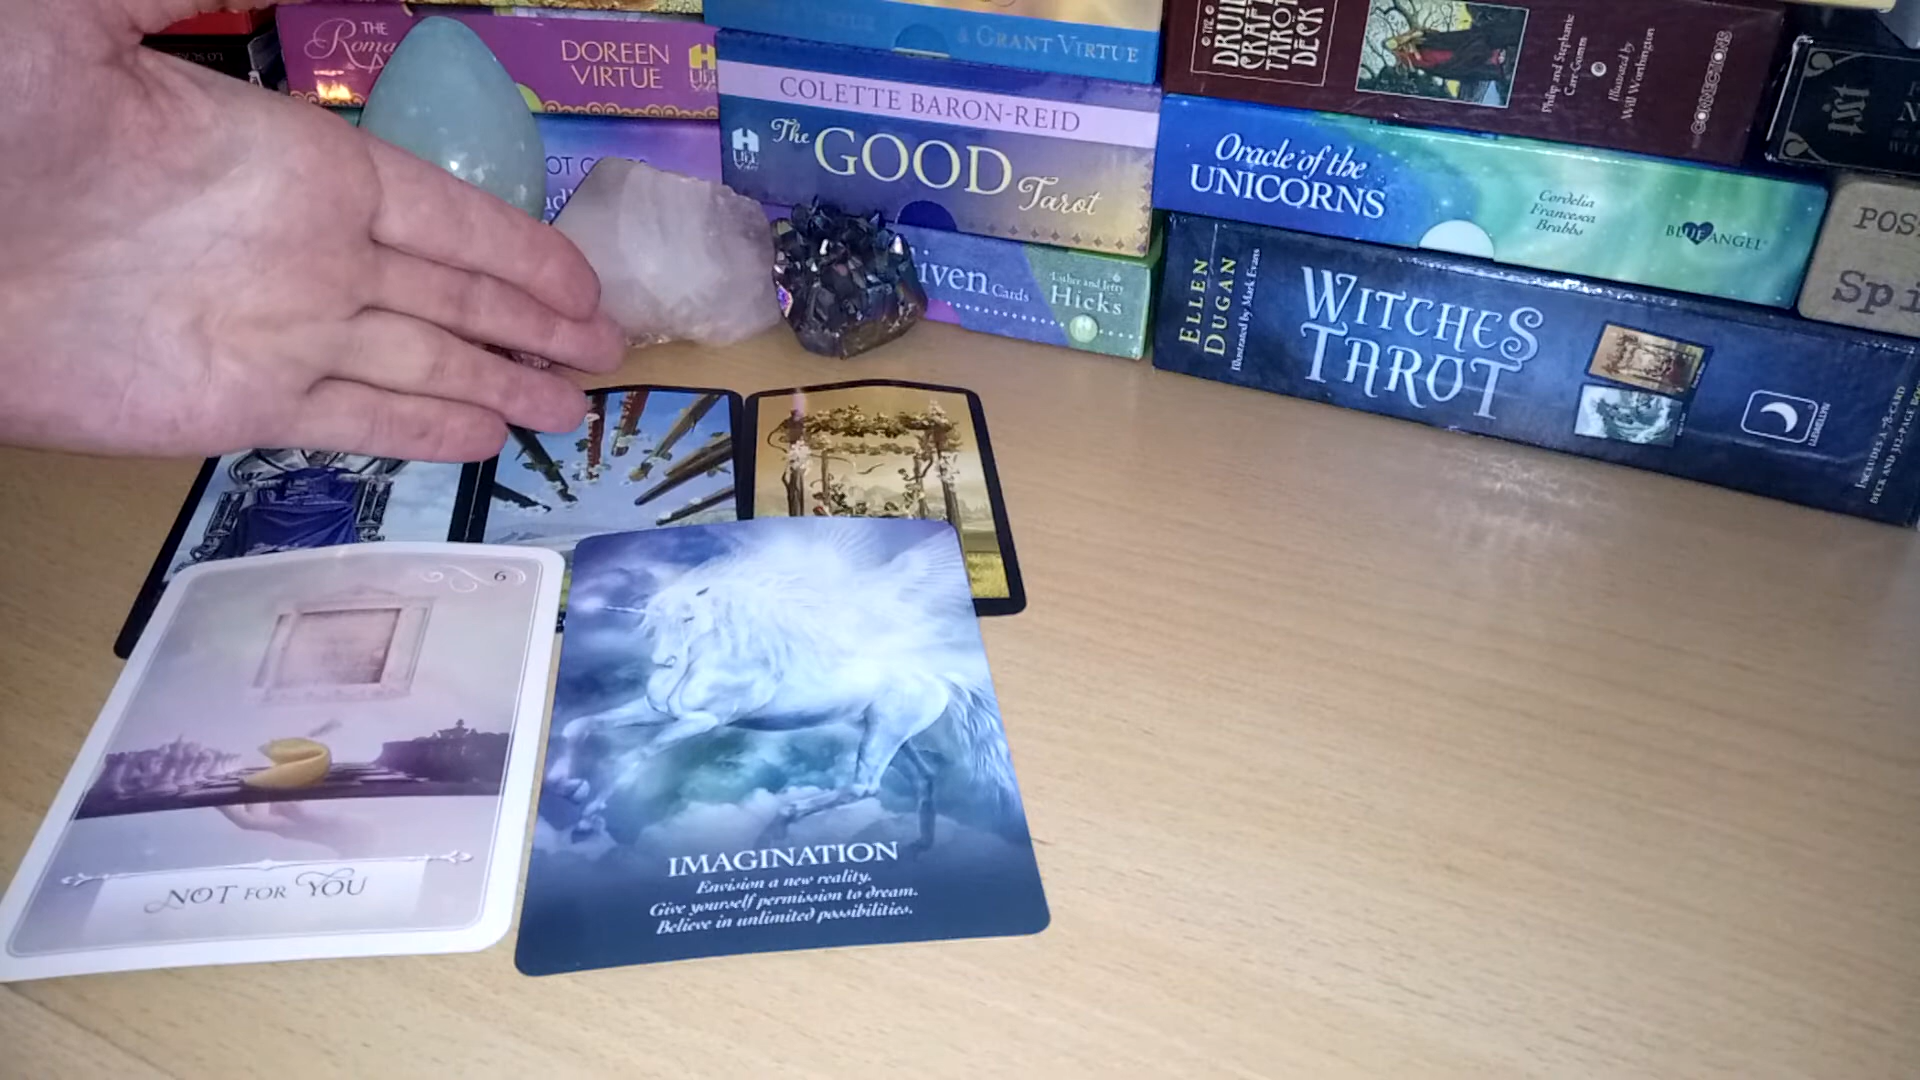 THE
Roma
DOREEN
VIRTUE
& GRANT VIRTUE
COLETTE BARON-REID
The GOOD Tarot
iven Cards
Esther and Jerry
Hicks
DRUID
CRAFT
TAROT
DECK
Philip and Stephanie
Carr-Gomm
Illustrated by
Will Worthington
CONNECTIONS
Oracle of the
UNICORNS
Cordelia
Francesca
Brabbs
BLUE ANGEL
ELLEN
DUGAN
Illustrated by Mark Evans
WITCHES
TAROT
LLEWELLYN
INCLUDES A 78-CARD
DECK AND 312-PAGE BOOK
POS
Spi
6
NOT FOR YOU
IMAGINATION
Envision a new reality.
Give yourself permission to dream.
Believe in unlimited possibilities.